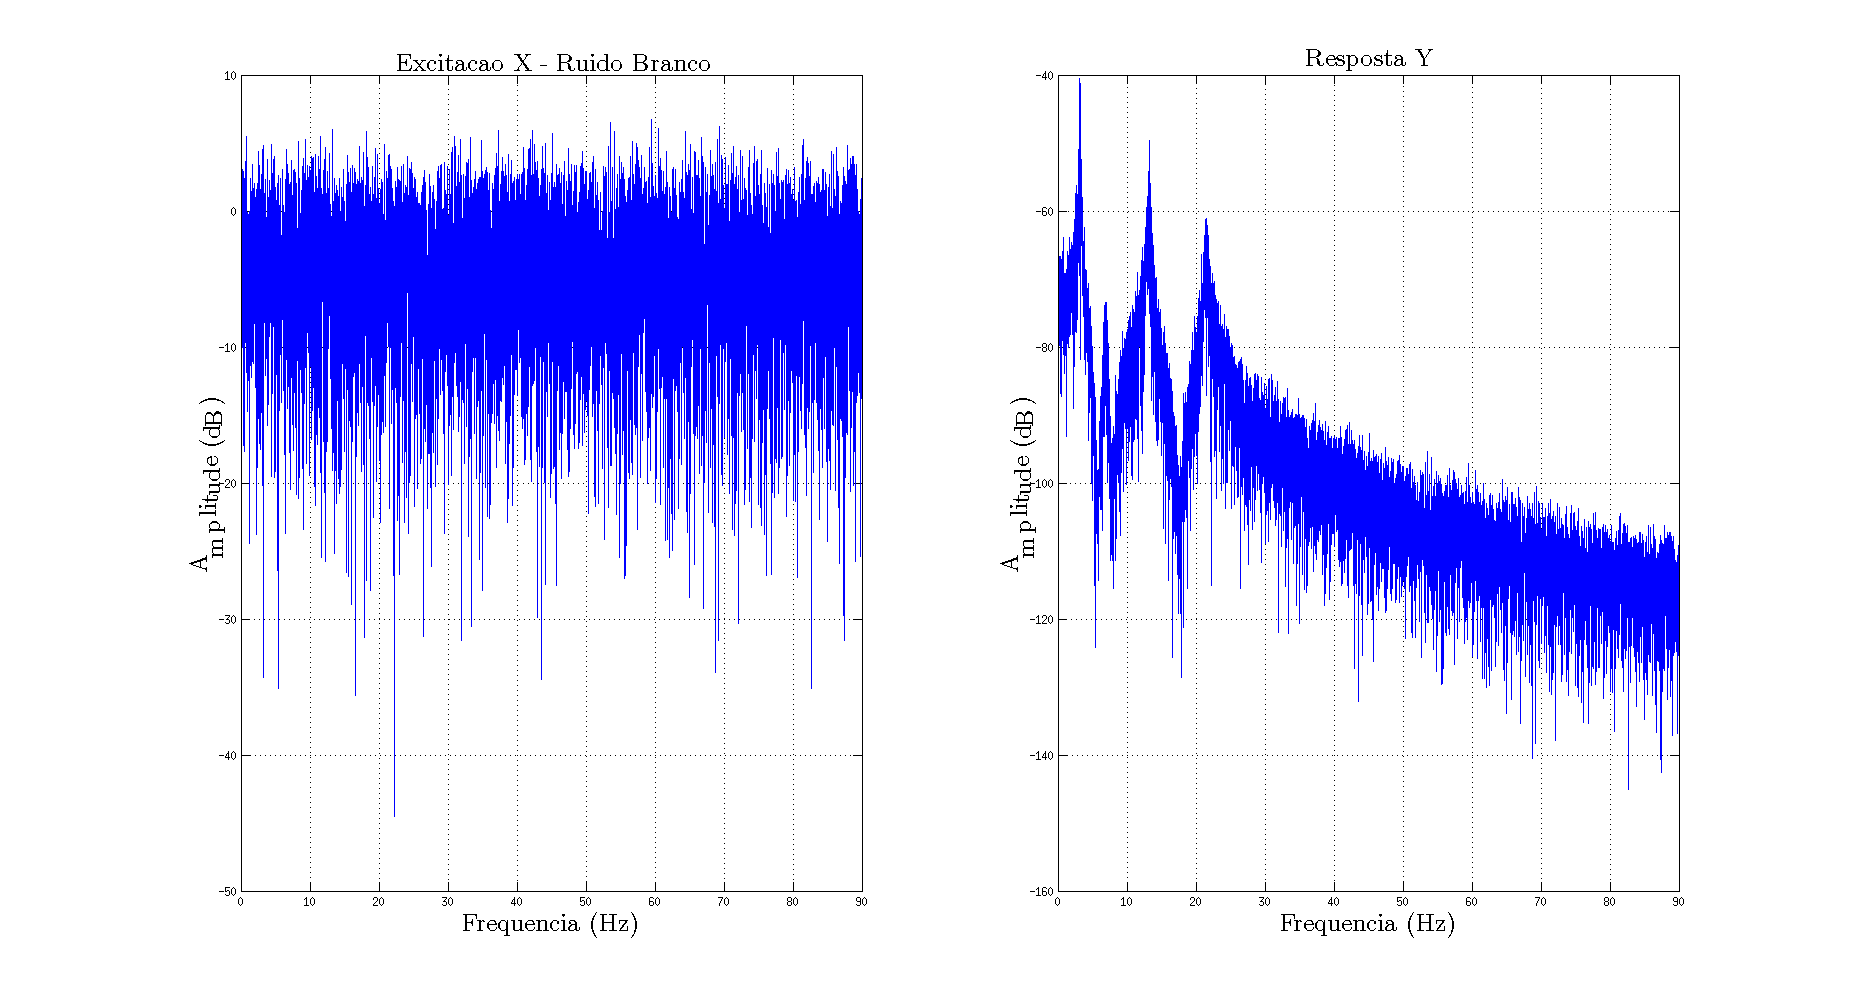 Excitacao X - Ruido Branco
10
0
-10
-20
-30
-40
-50
0 10 20 30 40 50 60 70 80 90
Amplitude (dB)
Frequencia (Hz)
Resposta Y
-40
-60
-80
-100
-120
-140
-160
0 10 20 30 40 50 60 70 80 90
Amplitude (dB)
Frequencia (Hz)